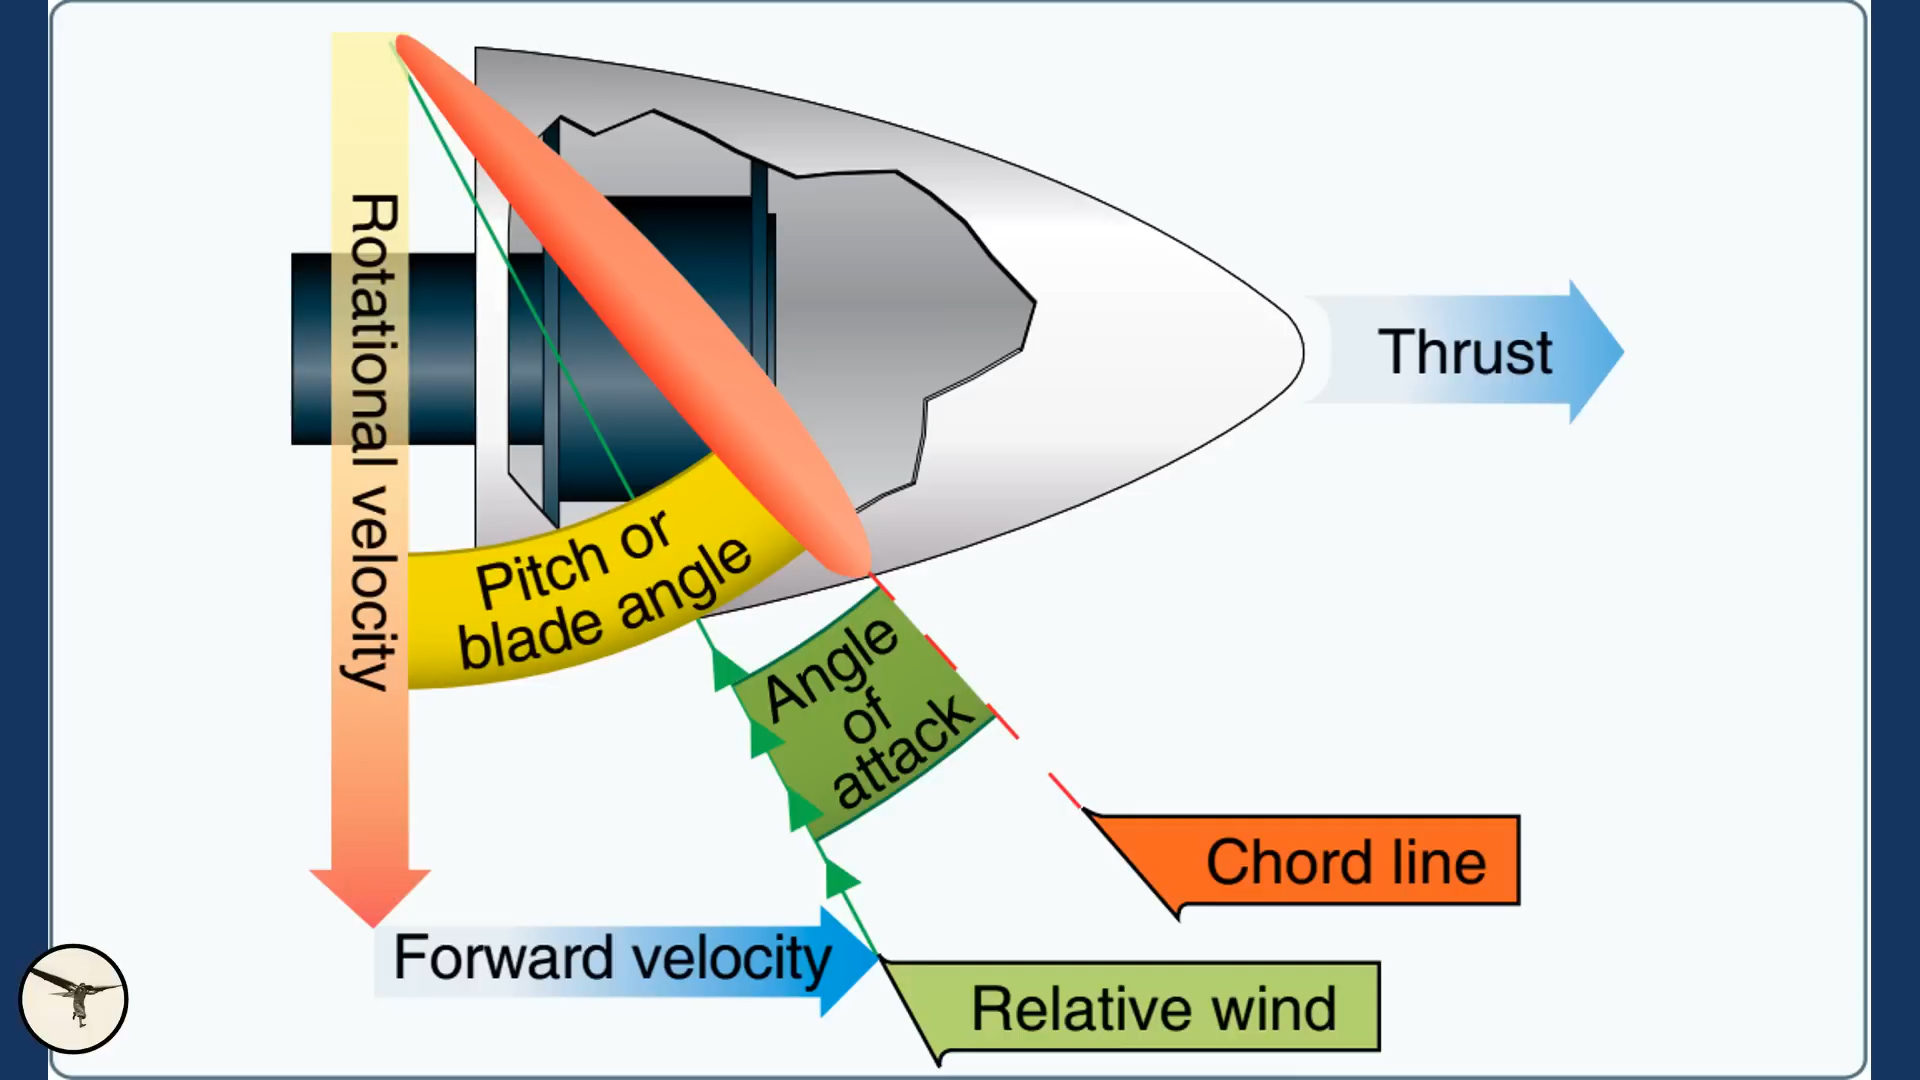 Rotational velocity
Thrust
Pitch or
blade angle
Angle
of
attack
Chord line
Forward velocity
Relative wind